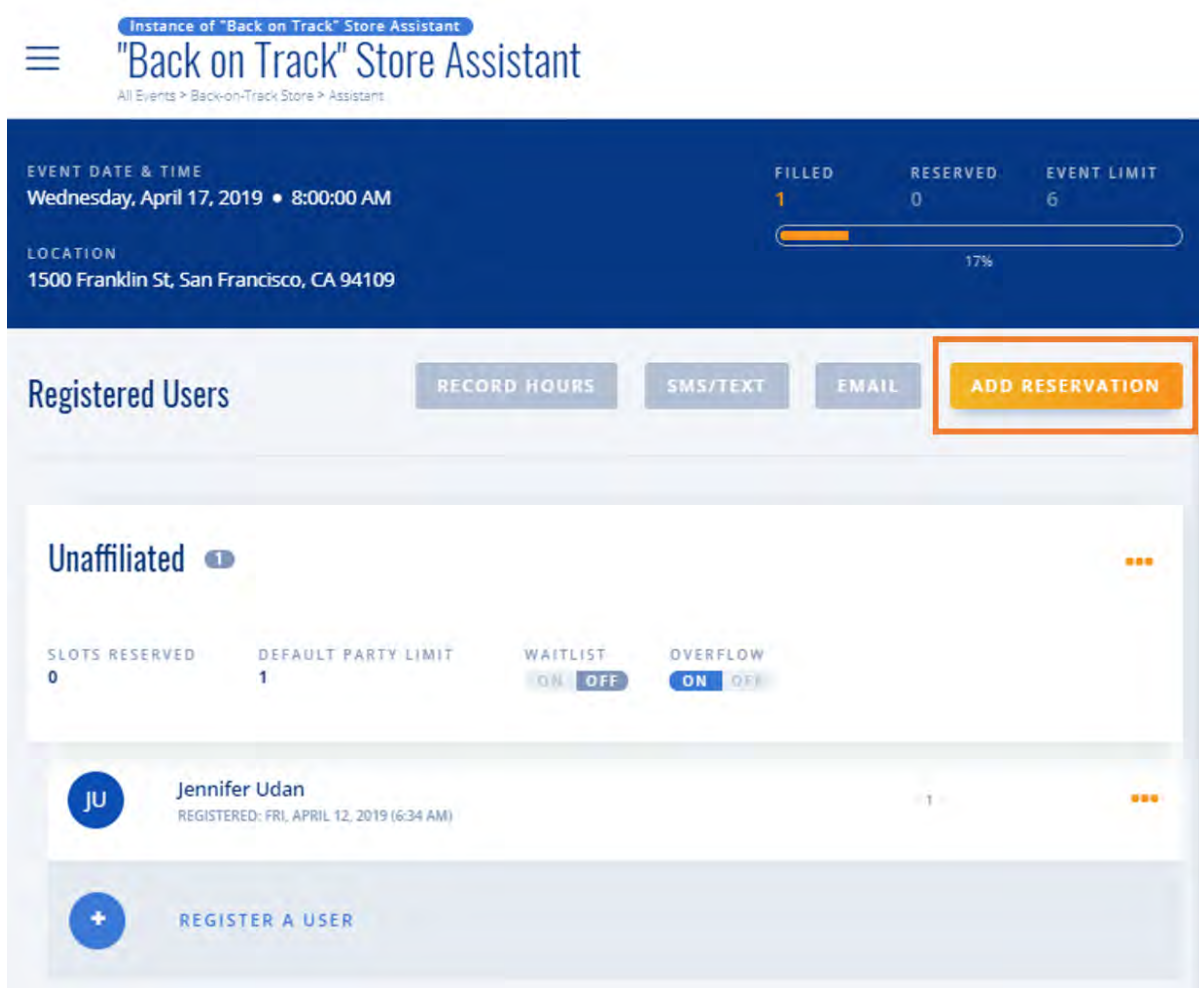 Instance of "Back on Track" Store Assistant
"Back on Track" Store Assistant
All Events > Back-on-Track Store > Assistant
EVENT DATE & TIME
Wednesday, April 17, 2019 • 8:00:00 AM
LOCATION
1500 Franklin St, San Francisco, CA 94109
FILLED RESERVED EVENT LIMIT
1 0 6
17%
Registered Users RECORD HOURS SMS/TEXT EMAIL ADD RESERVATION
Unaffiliated 1
SLOTS RESERVED DEFAULT PARTY LIMIT WAITLIST OVERFLOW
0 1 ON OFF ON OFF
JU Jennifer Udan 1
REGISTERED: FRI, APRIL 12, 2019 (6:34 AM)
+ REGISTER A USER